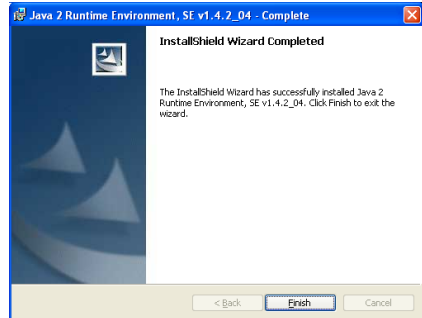 Java 2 Runtime Environment, SE v1.4.2_04 - Complete
InstallShield Wizard Completed
The InstallShield Wizard has successfully installed Java 2
Runtime Environment, SE v1.4.2_04. Click Finish to exit the
wizard.
< Back Finish Cancel